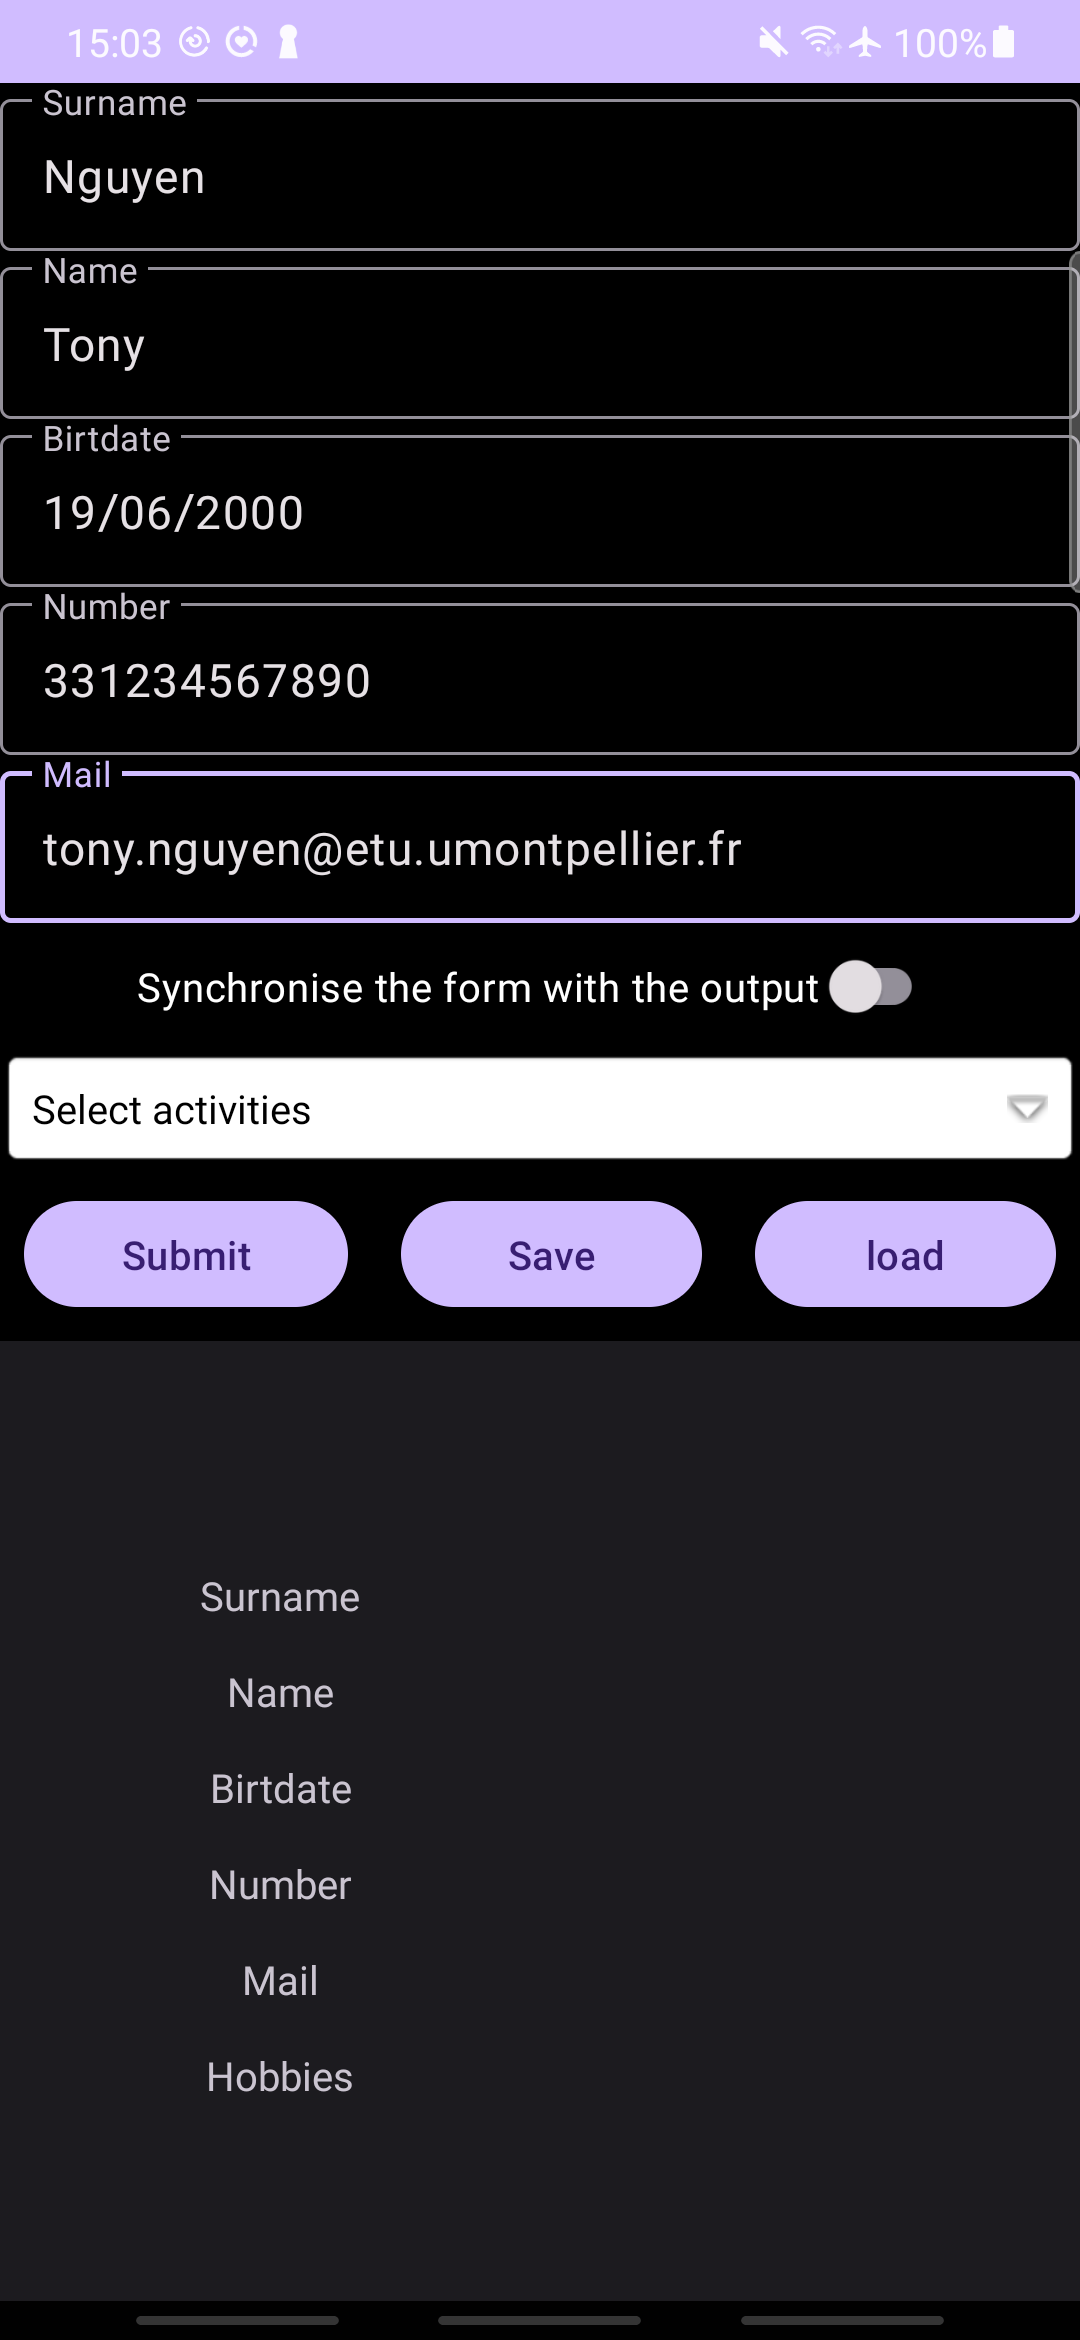 15:03 100%
Surname
Nguyen
Name
Tony
Birtdate
19/06/2000
Number
331234567890
Mail
tony.nguyen@etu.umontpellier.fr
Synchronise the form with the output
Select activities
Submit Save load
Surname
Name
Birtdate
Number
Mail
Hobbies